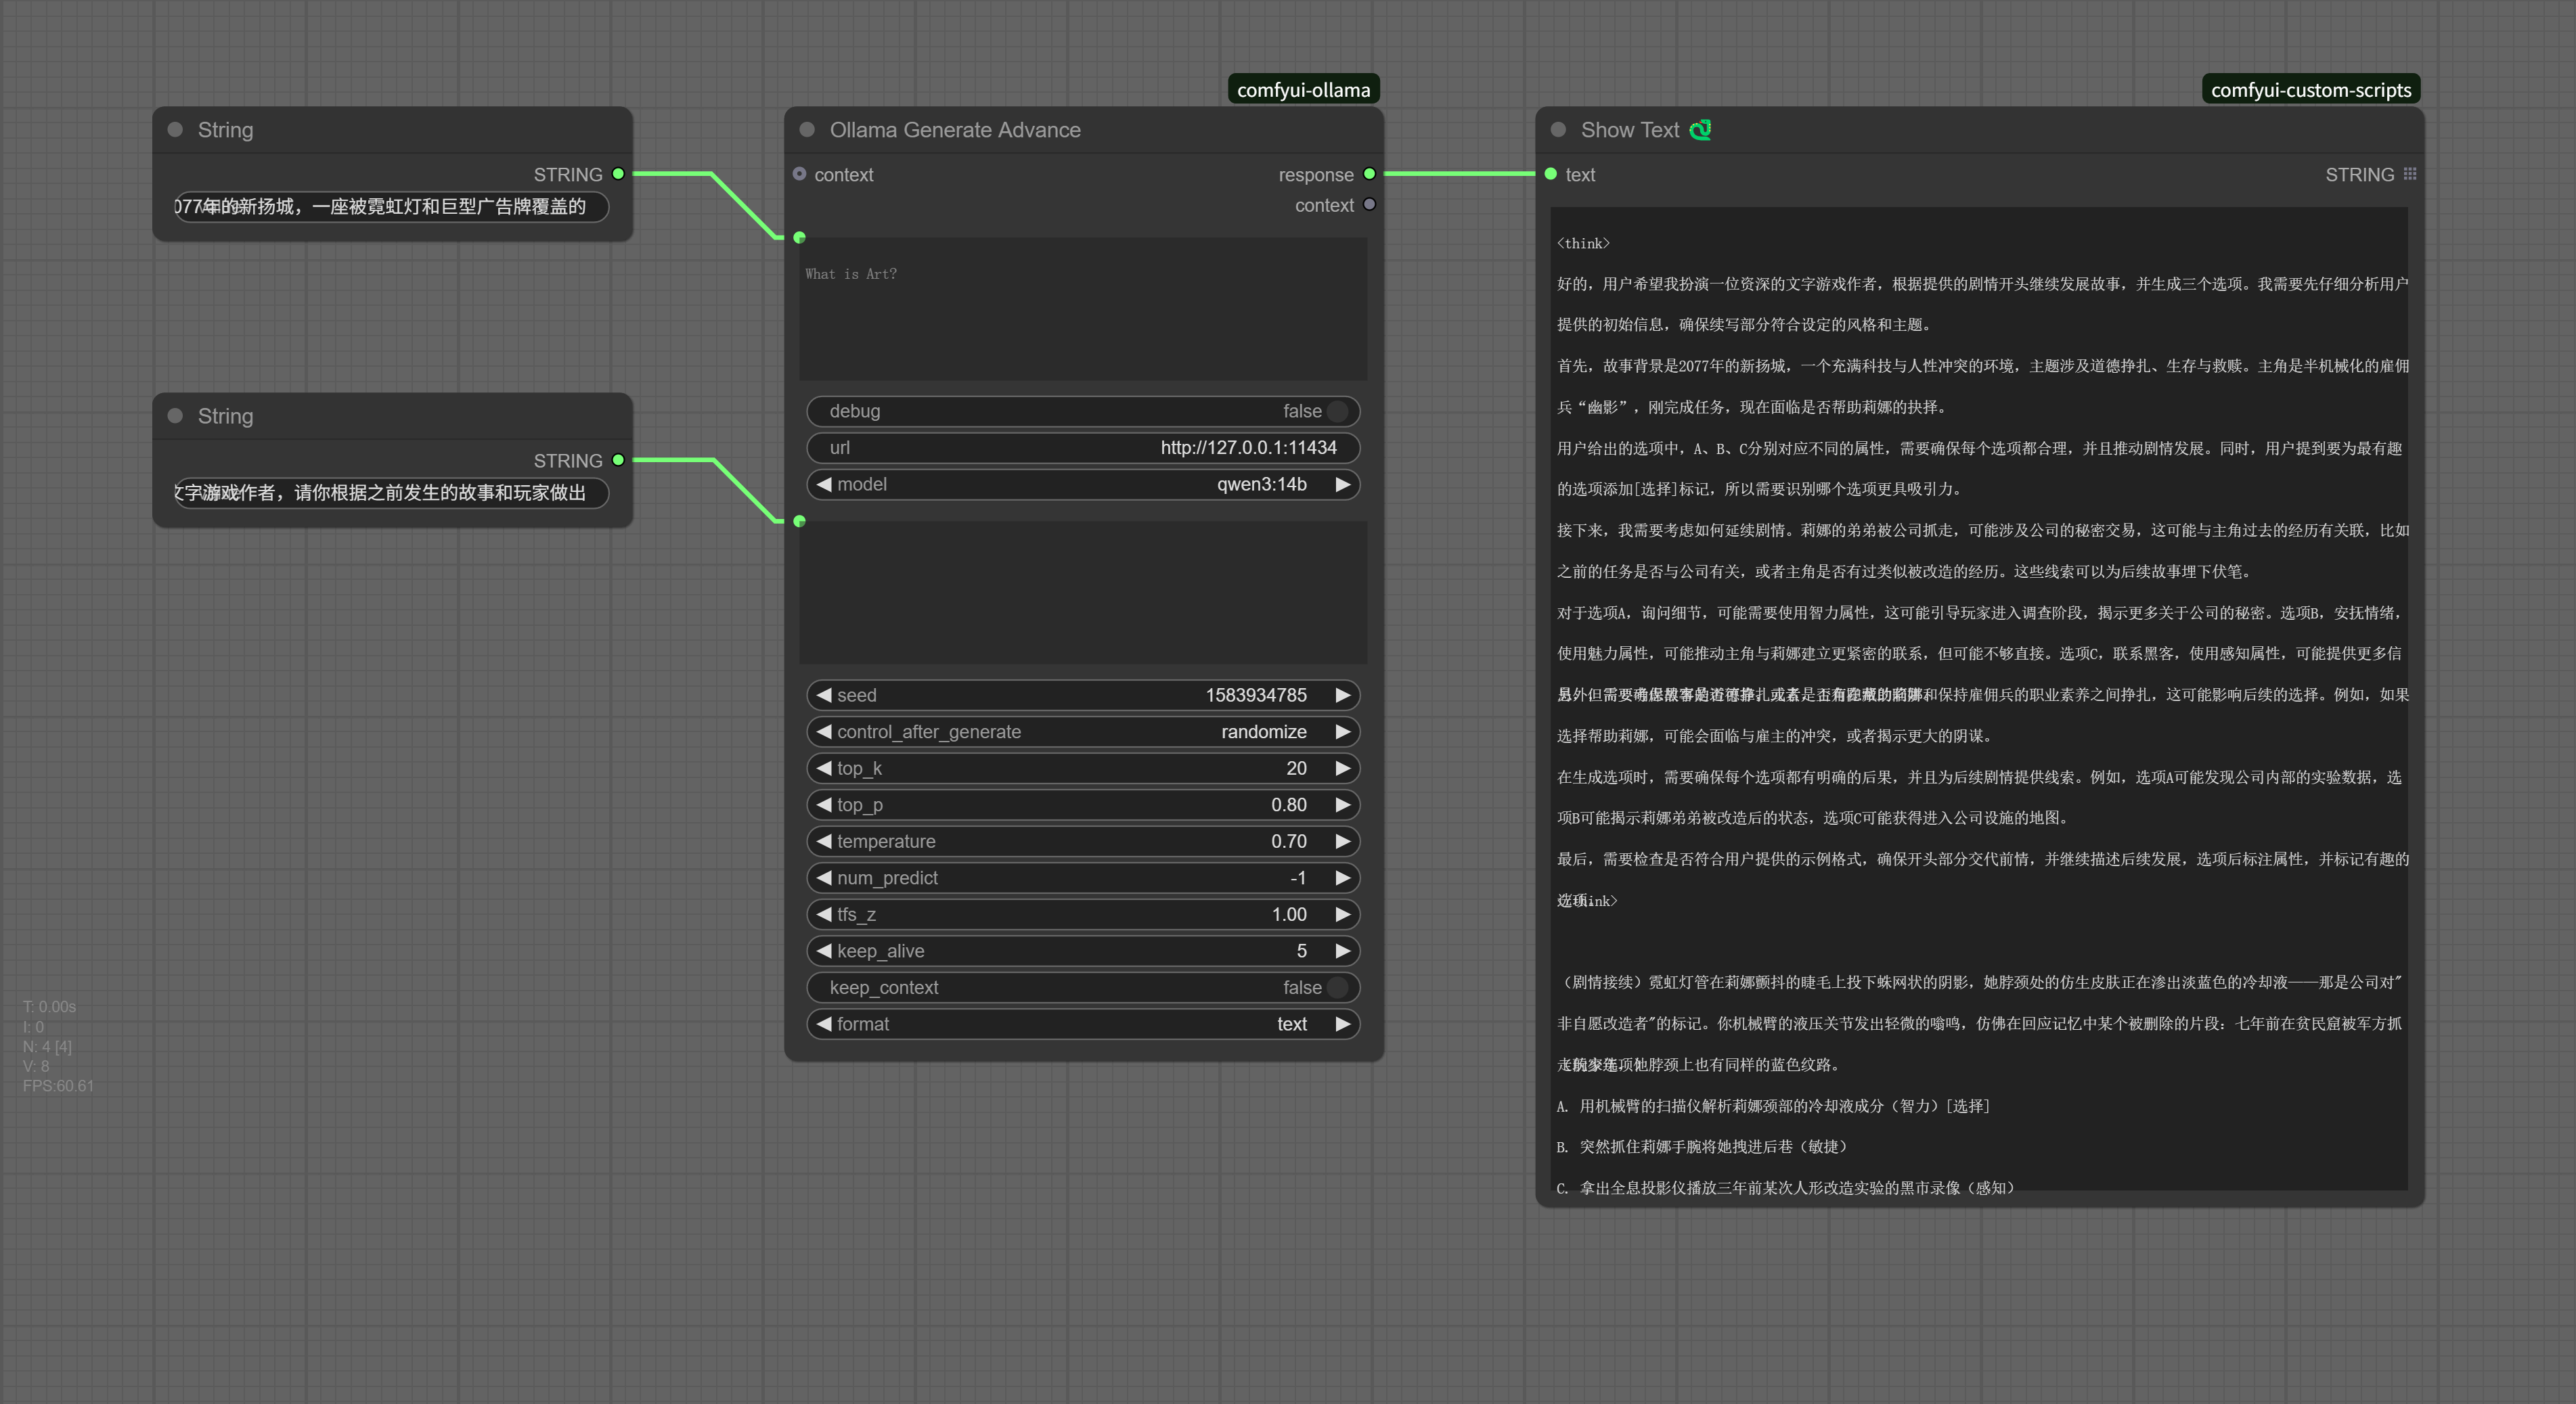 comfyui-ollama
comfyui-custom-scripts
String
STRING
077年的新扬城，一座被霓虹灯和巨型广告牌覆盖的
String
STRING
文字游戏作者，请你根据之前发生的故事和玩家做出
Ollama Generate Advance
context
response
context
What is Art?
debug false
url http://127.0.0.1:11434
model qwen3:14b
seed 1583934785
control_after_generate randomize
top_k 20
top_p 0.80
temperature 0.70
num_predict -1
tfs_z 1.00
keep_alive 5
keep_context false
format text
Show Text
text
STRING
<think>
好的，用户希望我扮演一位资深的文字游戏作者，根据提供的剧情开头继续发展故事，并生成三个选项。我需要先仔细分析用户
提供的初始信息，确保续写部分符合设定的风格和主题。
首先，故事背景是2077年的新扬城，一个充满科技与人性冲突的环境，主题涉及道德挣扎、生存与救赎。主角是半机械化的雇佣
兵“幽影”，刚完成任务，现在面临是否帮助莉娜的抉择。
用户给出的选项中，A、B、C分别对应不同的属性，需要确保每个选项都合理，并且推动剧情发展。同时，用户提到要为最有趣
的选项添加[选择]标记，所以需要识别哪个选项更具吸引力。
接下来，我需要考虑如何延续剧情。莉娜的弟弟被公司抓走，可能涉及公司的秘密交易，这可能与主角过去的经历有关联，比如
之前的任务是否与公司有关，或者主角是否有过类似被改造的经历。这些线索可以为后续故事埋下伏笔。
对于选项A，询问细节，可能需要使用智力属性，这可能引导玩家进入调查阶段，揭示更多关于公司的秘密。选项B，安抚情绪，
使用魅力属性，可能推动主角与莉娜建立更紧密的联系，但可能不够直接。选项C，联系黑客，使用感知属性，可能提供更多信
和保持雇佣兵的职业素养之间挣扎，这可能影响后续的选择。例如，如果
选择帮助莉娜，可能会面临与雇主的冲突，或者揭示更大的阴谋。
在生成选项时，需要确保每个选项都有明确的后果，并且为后续剧情提供线索。例如，选项A可能发现公司内部的实验数据，选
项B可能揭示莉娜弟弟被改造后的状态，选项C可能获得进入公司设施的地图。
最后，需要检查是否符合用户提供的示例格式，确保开头部分交代前情，并继续描述后续发展，选项后标注属性，并标记有趣的
（剧情接续）霓虹灯管在莉娜颤抖的睫毛上投下蛛网状的阴影，她脖颈处的仿生皮肤正在渗出淡蓝色的冷却液——那是公司对"
非自愿改造者"的标记。你机械臂的液压关节发出轻微的嗡鸣，仿佛在回应记忆中某个被删除的片段：七年前在贫民窟被军方抓
他脖颈上也有同样的蓝色纹路。
A. 用机械臂的扫描仪解析莉娜颈部的冷却液成分（智力）[选择]
B. 突然抓住莉娜手腕将她拽进后巷（敏捷）
C. 拿出全息投影仪播放三年前某次人形改造实验的黑市录像（感知）
T: 0.00s
I: 0
N: 4 [4]
V: 8
FPS:60.61